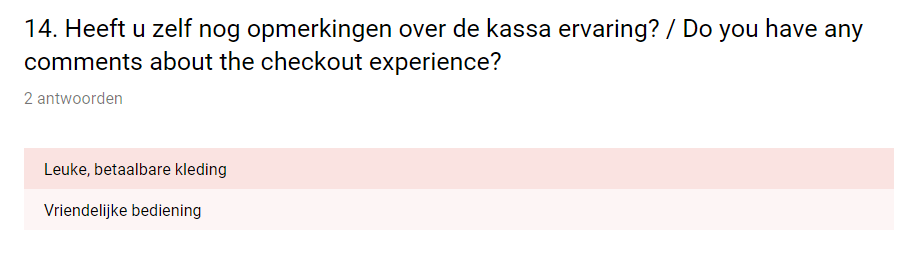 14. Heeft u zelf nog opmerkingen over de kassa ervaring? / Do you have any
comments about the checkout experience?
2 antwoorden
Leuke, betaalbare kleding
Vriendelijke bediening